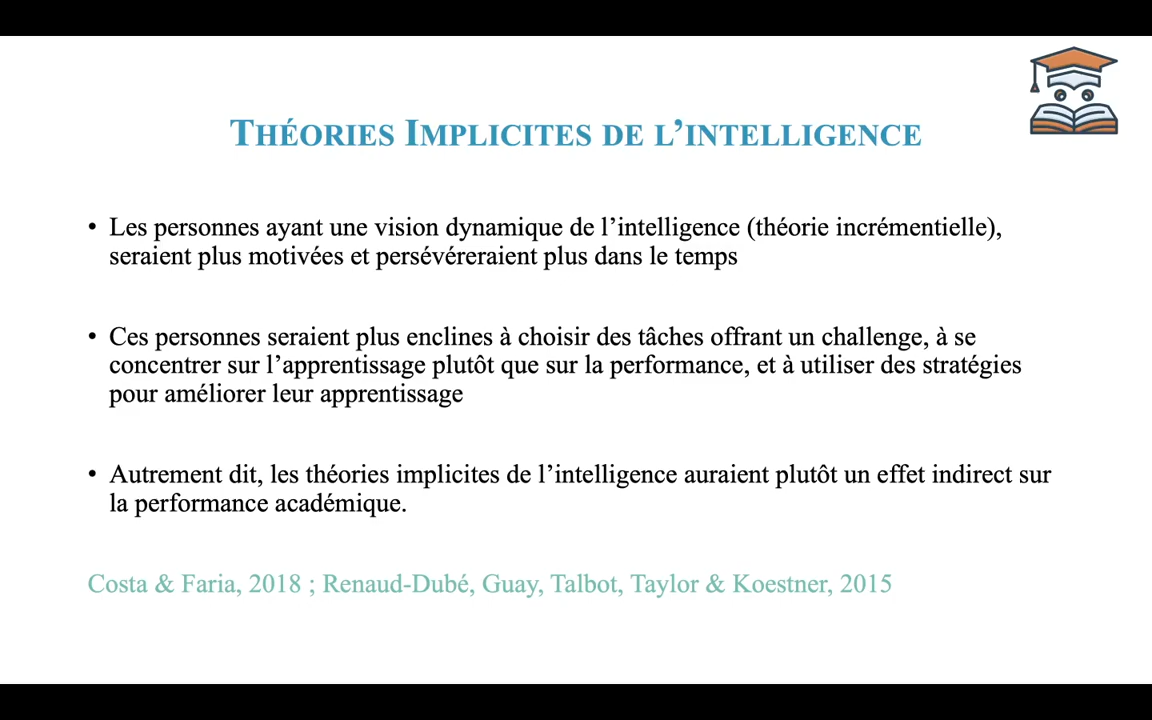 THÉORIES IMPLICITES DE L’INTELLIGENCE
• Les personnes ayant une vision dynamique de l’intelligence (théorie incrémentielle),
seraient plus motivées et persévéreraient plus dans le temps
• Ces personnes seraient plus enclines à choisir des tâches offrant un challenge, à se
concentrer sur l’apprentissage plutôt que sur la performance, et à utiliser des stratégies
pour améliorer leur apprentissage
• Autrement dit, les théories implicites de l’intelligence auraient plutôt un effet indirect sur
la performance académique.
Costa & Faria, 2018 ; Renaud-Dubé, Guay, Talbot, Taylor & Koestner, 2015